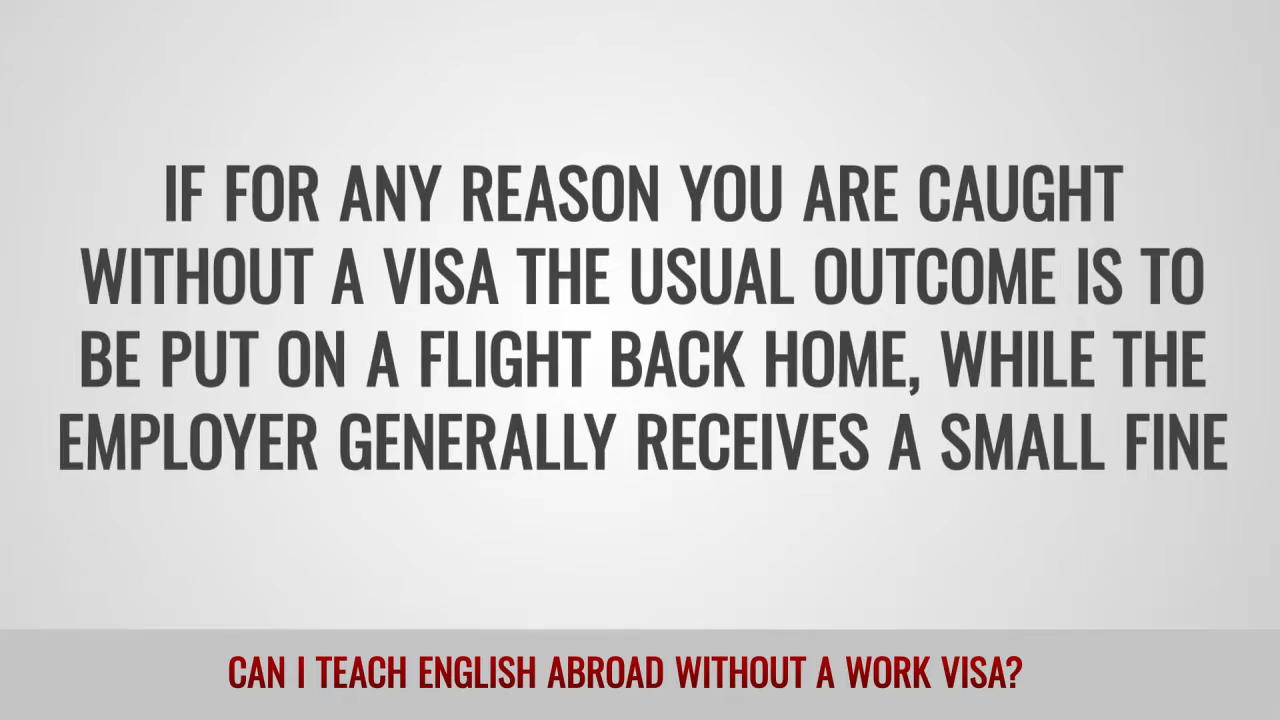 IF FOR ANY REASON YOU ARE CAUGHT
WITHOUT A VISA THE USUAL OUTCOME IS TO
BE PUT ON A FLIGHT BACK HOME, WHILE THE
EMPLOYER GENERALLY RECEIVES A SMALL FINE
CAN I TEACH ENGLISH ABROAD WITHOUT A WORK VISA?